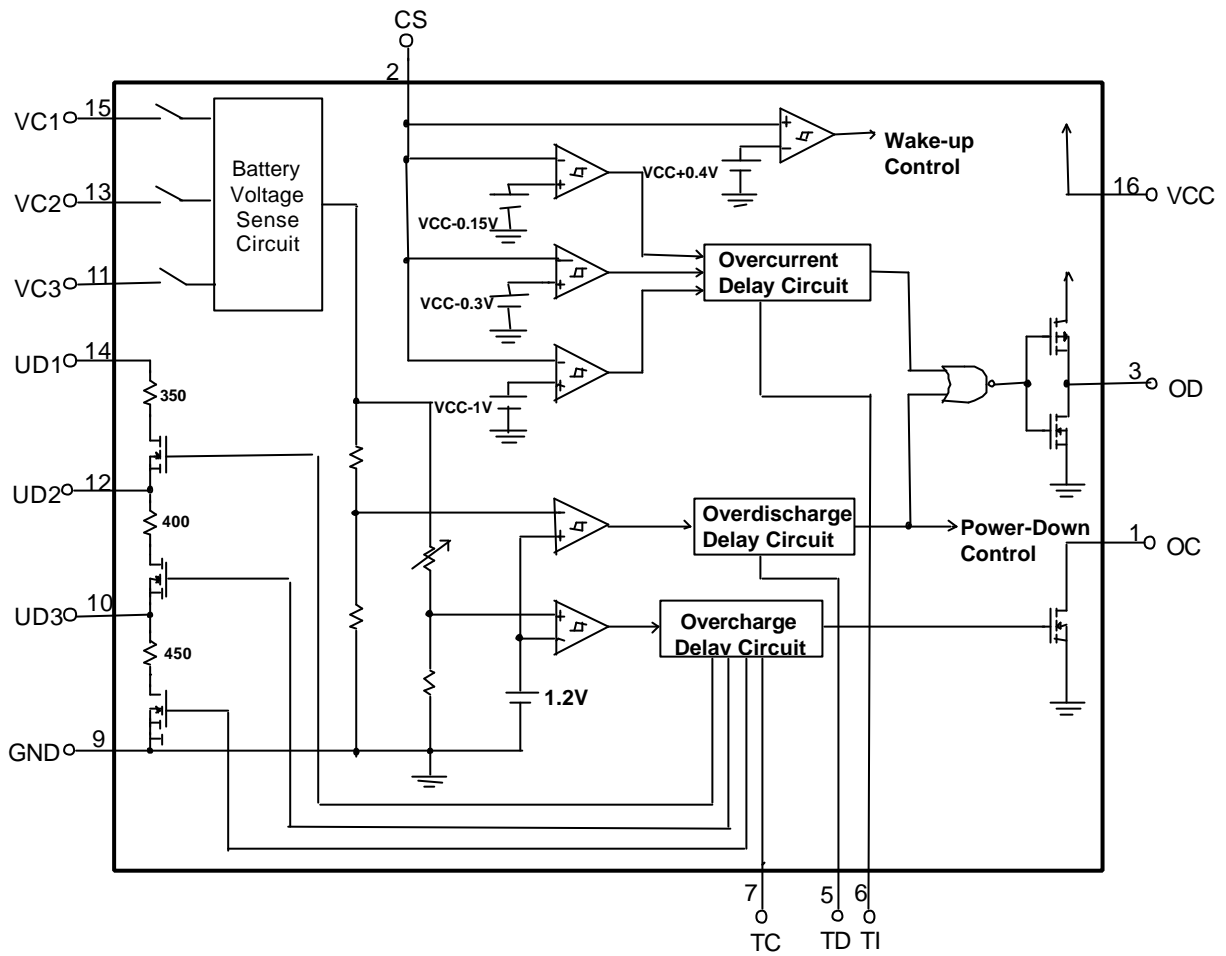 CS
2
VC1 15
VC2 13
VC3 11
UD1 14
UD2 12
UD3 10
GND 9
Battery
Voltage
Sense
Circuit
350
400
450
+
-
VCC+0.4V
Wake-up
Control
-
+
VCC-0.15V
-
+
VCC-0.3V
-
+
VCC-1V
Overcurrent
Delay Circuit
16 VCC
3 OD
-
+
Overdischarge
Delay Circuit
Power-Down
Control
1 OC
+
-
Overcharge
Delay Circuit
1.2V
7
5
6
TC
TD
TI